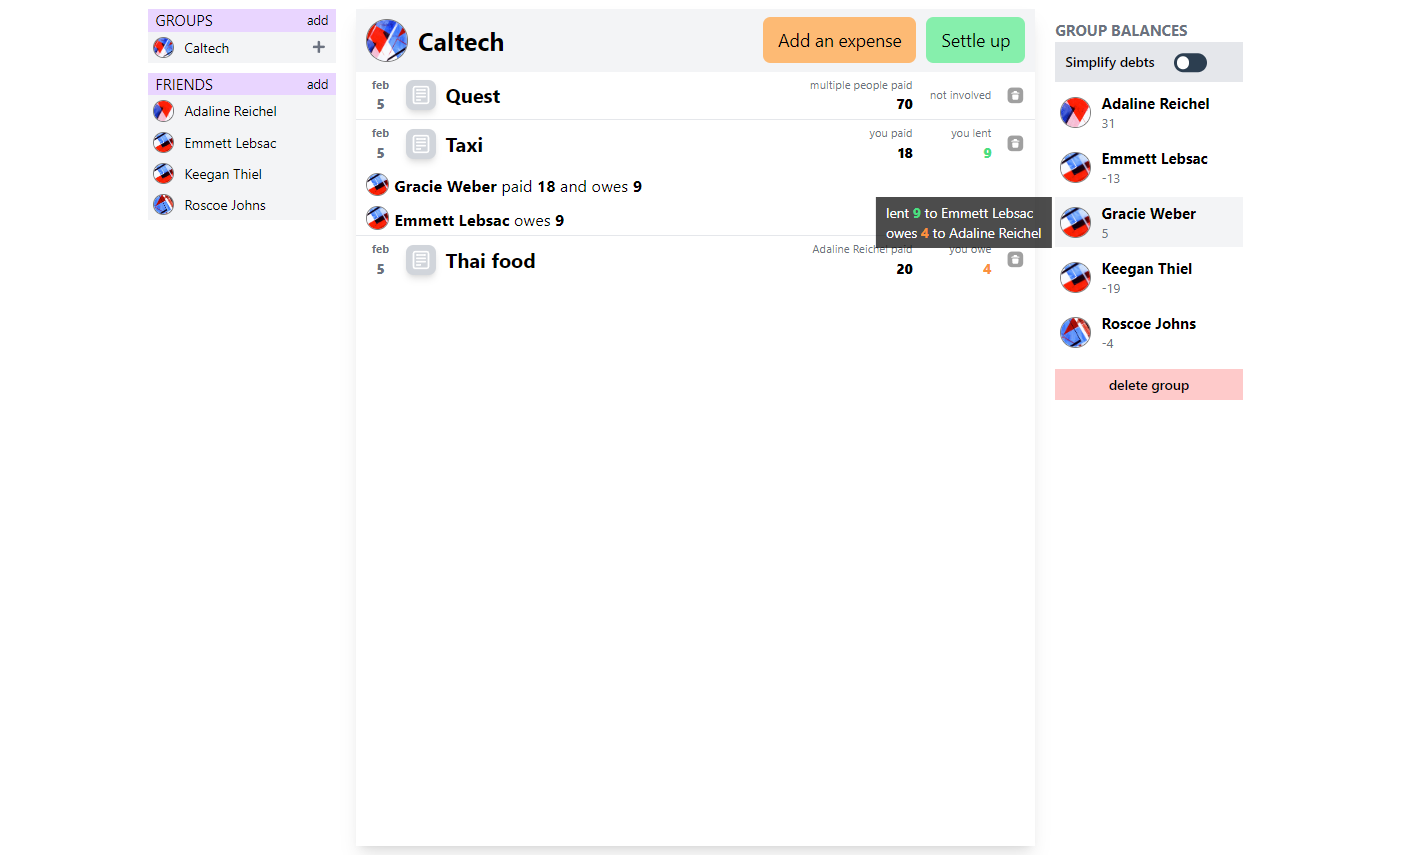 GROUPS add
Caltech
FRIENDS add
Adaline Reichel
Emmett Lebsac
Keegan Thiel
Roscoe Johns
Caltech
Add an expense
Settle up
feb 5
Quest
multiple people paid
70
not involved
feb 5
Taxi
you paid
18
you lent
9
Gracie Weber paid 18 and owes 9
Emmett Lebsac owes 9
lent 9 to Emmett Lebsac
owes 4 to Adaline Reichel
feb 5
Thai food
Adaline Reichel paid
20
you owe
4
GROUP BALANCES
Simplify debts
Adaline Reichel
31
Emmett Lebsac
-13
Gracie Weber
5
Keegan Thiel
-19
Roscoe Johns
-4
delete group